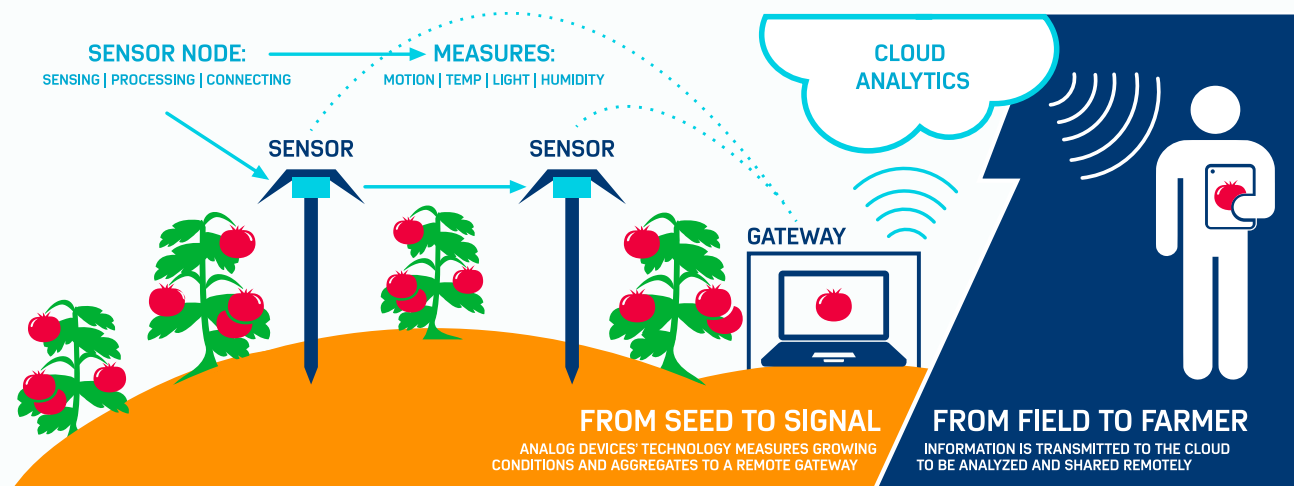 SENSOR NODE:
SENSING | PROCESSING | CONNECTING
MEASURES:
MOTION | TEMP | LIGHT | HUMIDITY
CLOUD
ANALYTICS
SENSOR
SENSOR
GATEWAY
FROM SEED TO SIGNAL
ANALOG DEVICES' TECHNOLOGY MEASURES GROWING
CONDITIONS AND AGGREGATES TO A REMOTE GATEWAY
FROM FIELD TO FARMER
INFORMATION IS TRANSMITTED TO THE CLOUD
TO BE ANALYZED AND SHARED REMOTELY